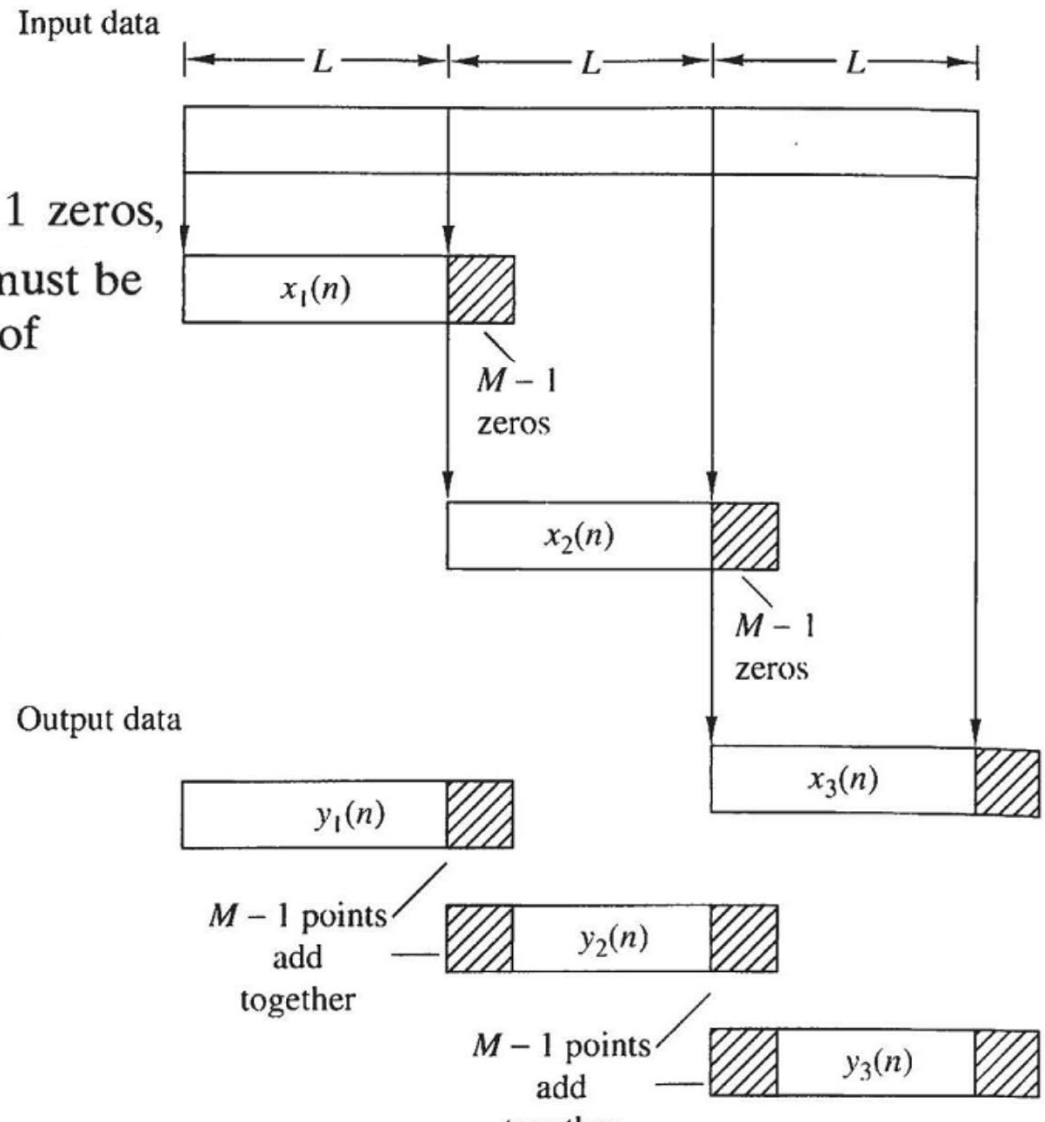 Input data
L L L
1 zeros,
must be
of
x₁(n)
M – 1
zeros
x₂(n)
M – 1
zeros
Output data
x₃(n)
y₁(n)
M – 1 points
add
together
y₂(n)
M – 1 points
add
y₃(n)